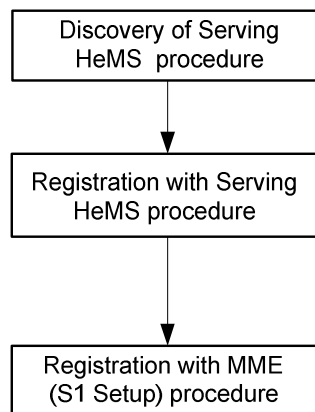 Discovery of Serving
HeMS procedure
Registration with Serving
HeMS procedure
Registration with MME
(S1 Setup) procedure